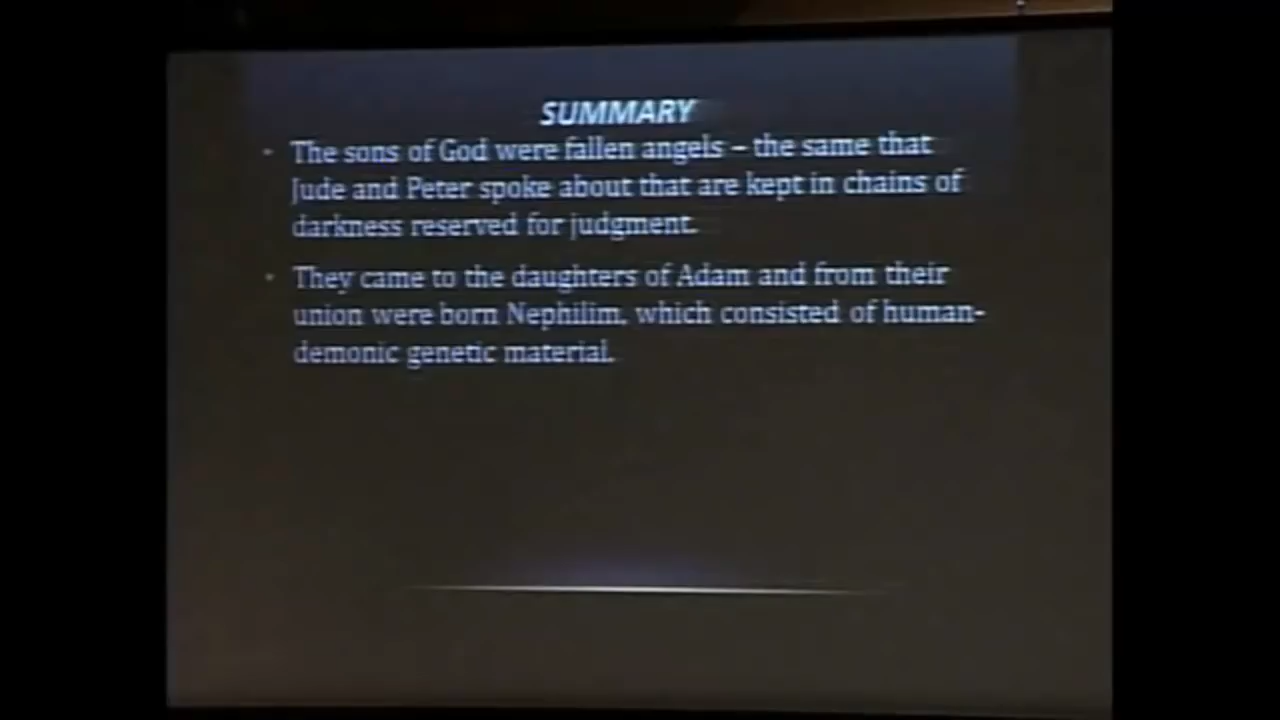 SUMMARY
• The sons of God were fallen angels – the same that
Jude and Peter spoke about that are kept in chains of
darkness reserved for judgment.
• They came to the daughters of Adam and from their
union were born Nephilim, which consisted of human-
demonic genetic material.